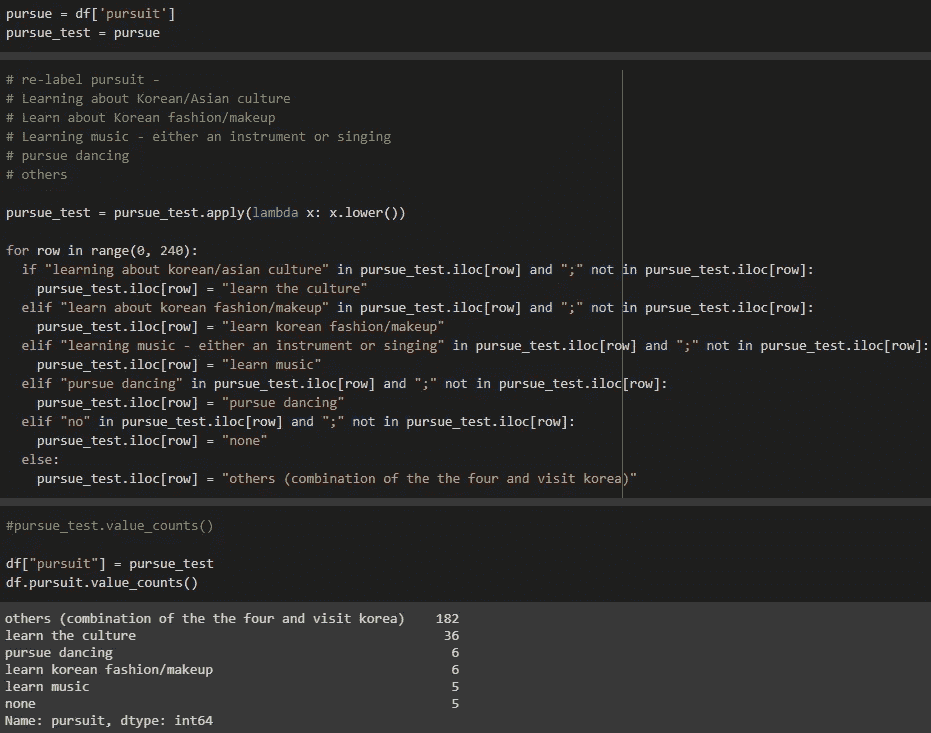 pursue = df['pursuit']
pursue_test = pursue
# re-label pursuit -
# Learning about Korean/Asian culture
# Learn about Korean fashion/makeup
# Learning music - either an instrument or singing
# pursue dancing
# others
pursue_test = pursue_test.apply(lambda x: x.lower())
for row in range(0, 240):
  if "learning about korean/asian culture" in pursue_test.iloc[row] and ";" not in pursue_test.iloc[row]:
    pursue_test.iloc[row] = "learn the culture"
  elif "learn about korean fashion/makeup" in pursue_test.iloc[row] and ";" not in pursue_test.iloc[row]:
    pursue_test.iloc[row] = "learn korean fashion/makeup"
  elif "learning music - either an instrument or singing" in pursue_test.iloc[row] and ";" not in pursue_test.iloc[row]:
    pursue_test.iloc[row] = "learn music"
  elif "pursue dancing" in pursue_test.iloc[row] and ";" not in pursue_test.iloc[row]:
    pursue_test.iloc[row] = "pursue dancing"
  elif "no" in pursue_test.iloc[row] and ";" not in pursue_test.iloc[row]:
    pursue_test.iloc[row] = "none"
  else:
    pursue_test.iloc[row] = "others (combination of the the four and visit korea)"
#pursue_test.value_counts()
df["pursuit"] = pursue_test
df.pursuit.value_counts()
others (combination of the the four and visit korea)    182
learn the culture                                        36
pursue dancing                                            6
learn korean fashion/makeup                               6
learn music                                               5
none                                                      5
Name: pursuit, dtype: int64